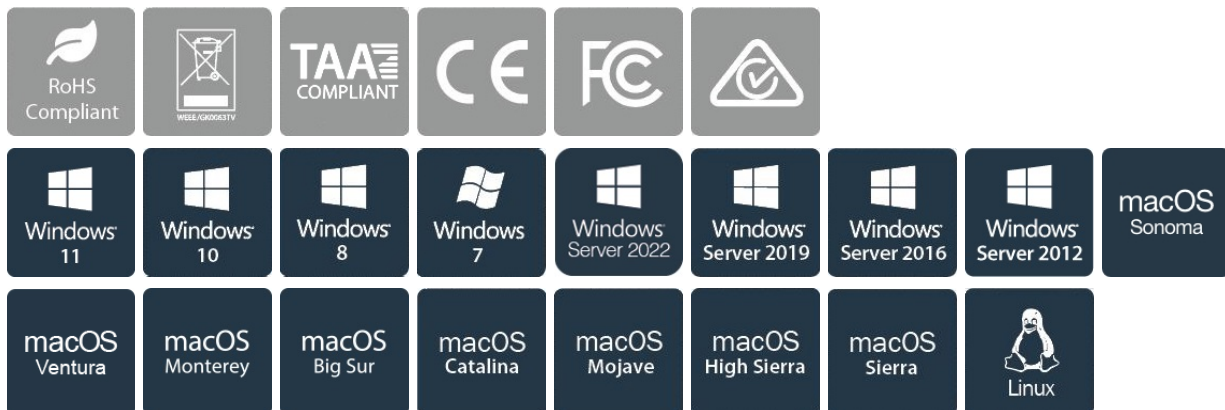 RoHS
Compliant
WEEE/GK0063TV
TAA
COMPLIANT
CE
FC
Windows
11
Windows
10
Windows
8
Windows
7
Windows
Server 2022
Windows
Server 2019
Windows
Server 2016
Windows
Server 2012
macOS
Sonoma
macOS
Ventura
macOS
Monterey
macOS
Big Sur
macOS
Catalina
macOS
Mojave
macOS
High Sierra
macOS
Sierra
Linux